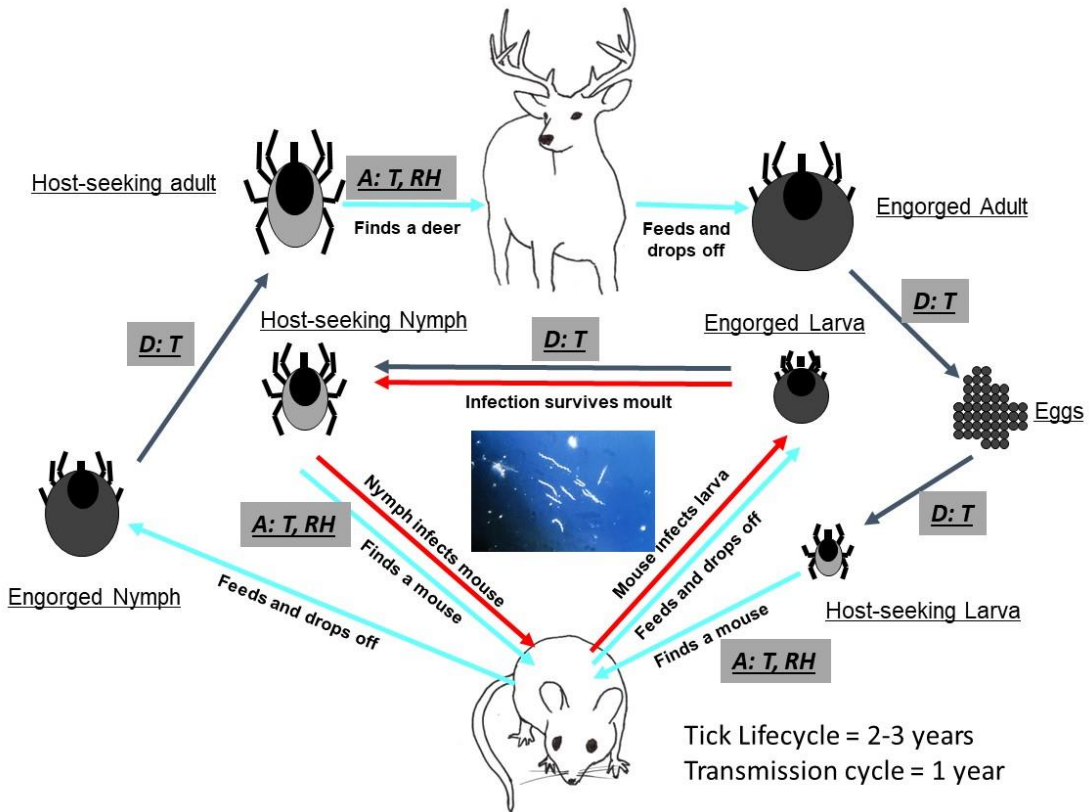 Host-seeking adult
A: T, RH
Finds a deer
Feeds and
drops off
Engorged Adult
D: T
Host-seeking Nymph
D: T
Engorged Larva
D: T
Infection survives moult
Eggs
Nymph infects mouse
Mouse infects larva
A: T, RH
Finds a mouse
Feeds and drops off
D: T
Engorged Nymph
Feeds and drops off
Finds a mouse
Host-seeking Larva
A: T, RH
Tick Lifecycle = 2-3 years
Transmission cycle = 1 year